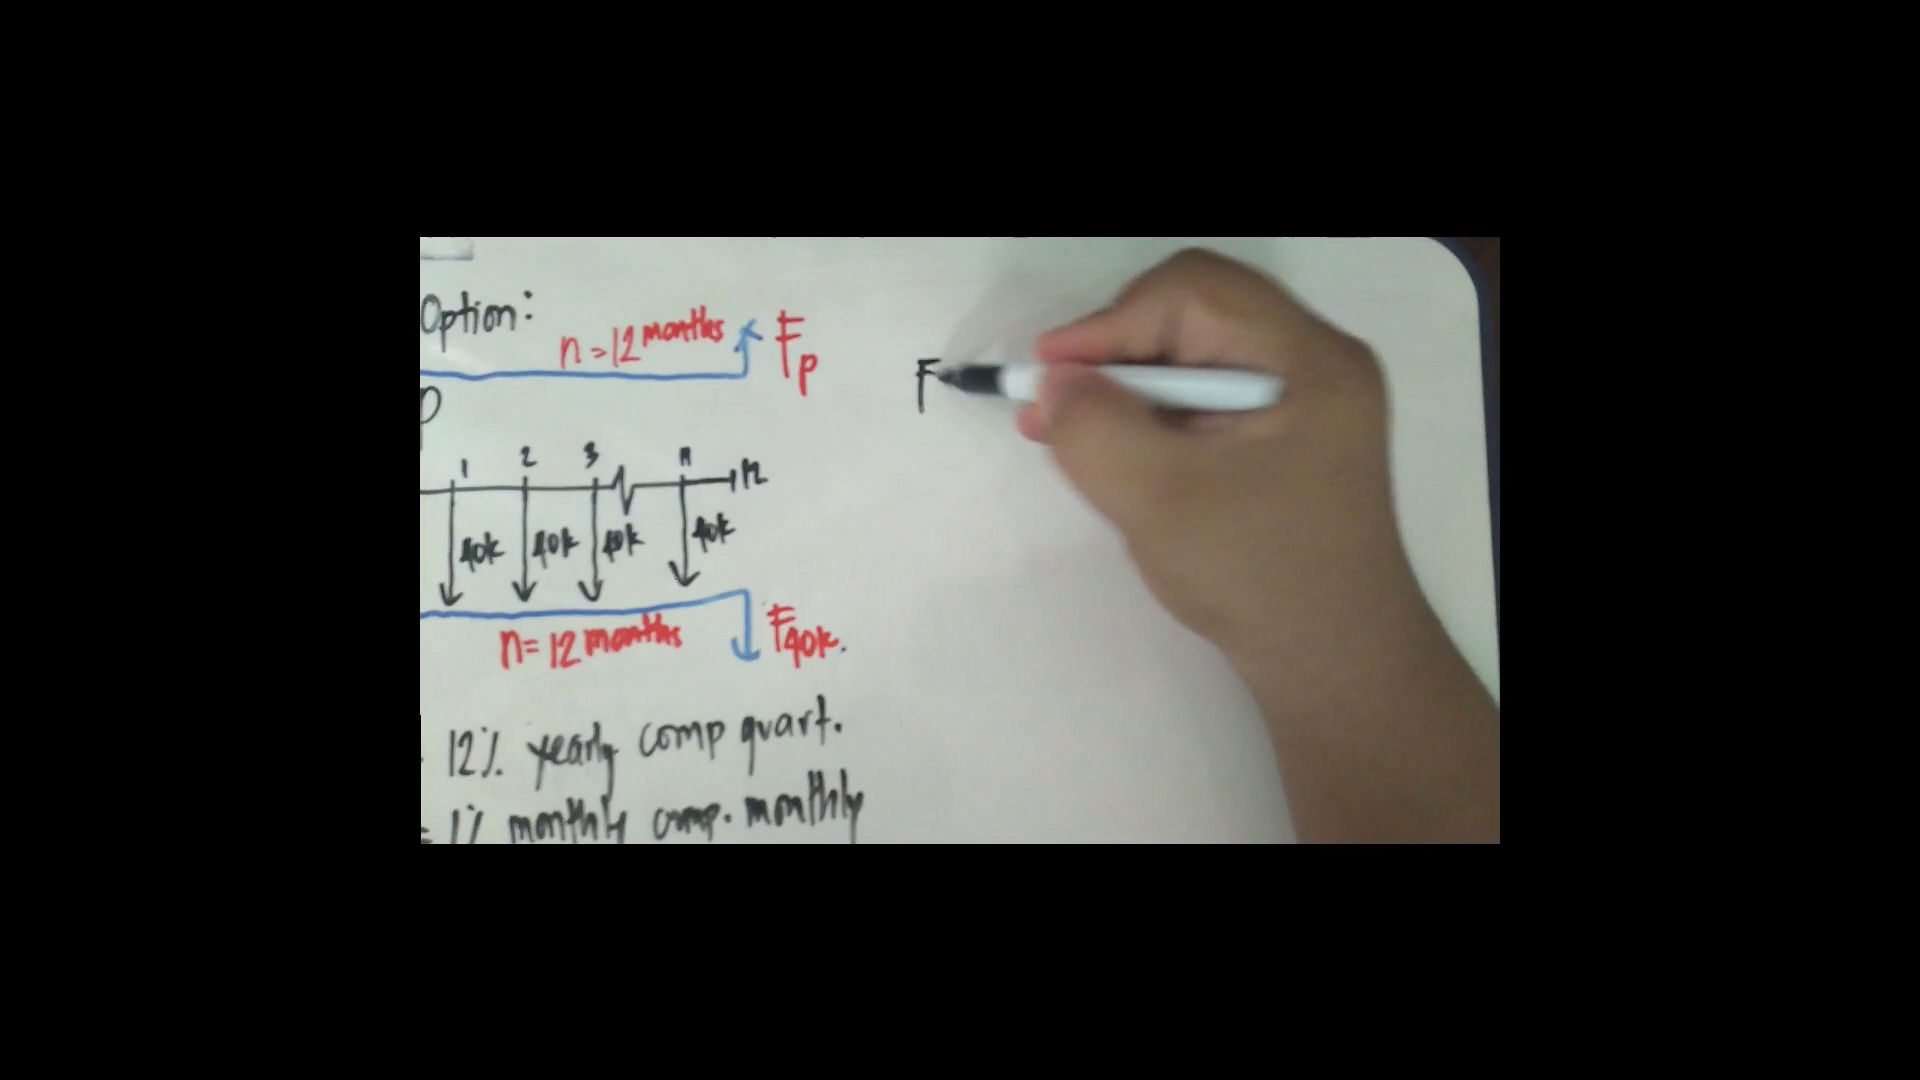 Option:
n = 12 months Fp
P
1 2 3 11 12
40k 40k 40k 40k
n = 12 months F40k.
12% yearly comp quart.
= 1% monthly comp. monthly
F